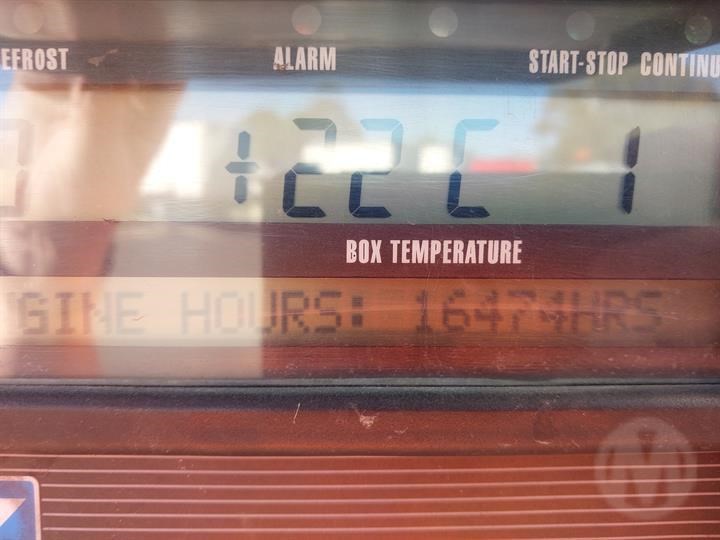 EFROST ALARM START-STOP CONTINU
+22C 1
BOX TEMPERATURE
GINE HOURS: 16474HRS
M